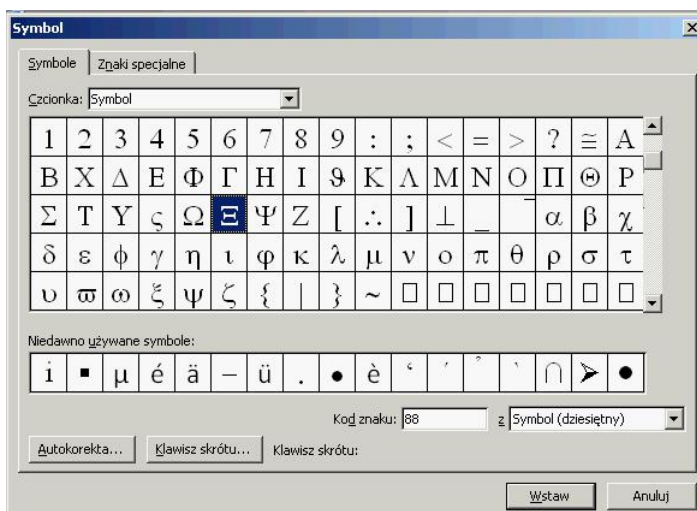 Symbol
Symbole Znaki specjalne
Czcionka: Symbol
1 2 3 4 5 6 7 8 9 : ; < = > ? ≅ Α
Β Χ Δ Ε Φ Γ Η Ι ϑ Κ Λ Μ Ν Ο Π Θ Ρ
Σ Τ Υ ς Ω Ξ Ψ Ζ [ ∴ ] ⊥ _ ‾ α β χ
δ ε ϕ γ η ι φ κ λ μ ν ο π θ ρ σ τ
υ ϖ ω ξ ψ ζ { | } ~ □ □ □ □ □ □ □
Niedawno używane symbole:
i ▪ μ é ä – ü . ● è ‘ ′ ’ ‵ ∩ ➢ ●
Kod znaku: 88 z Symbol (dziesiętny)
Autokorekta... Klawisz skrótu... Klawisz skrótu:
Wstaw Anuluj